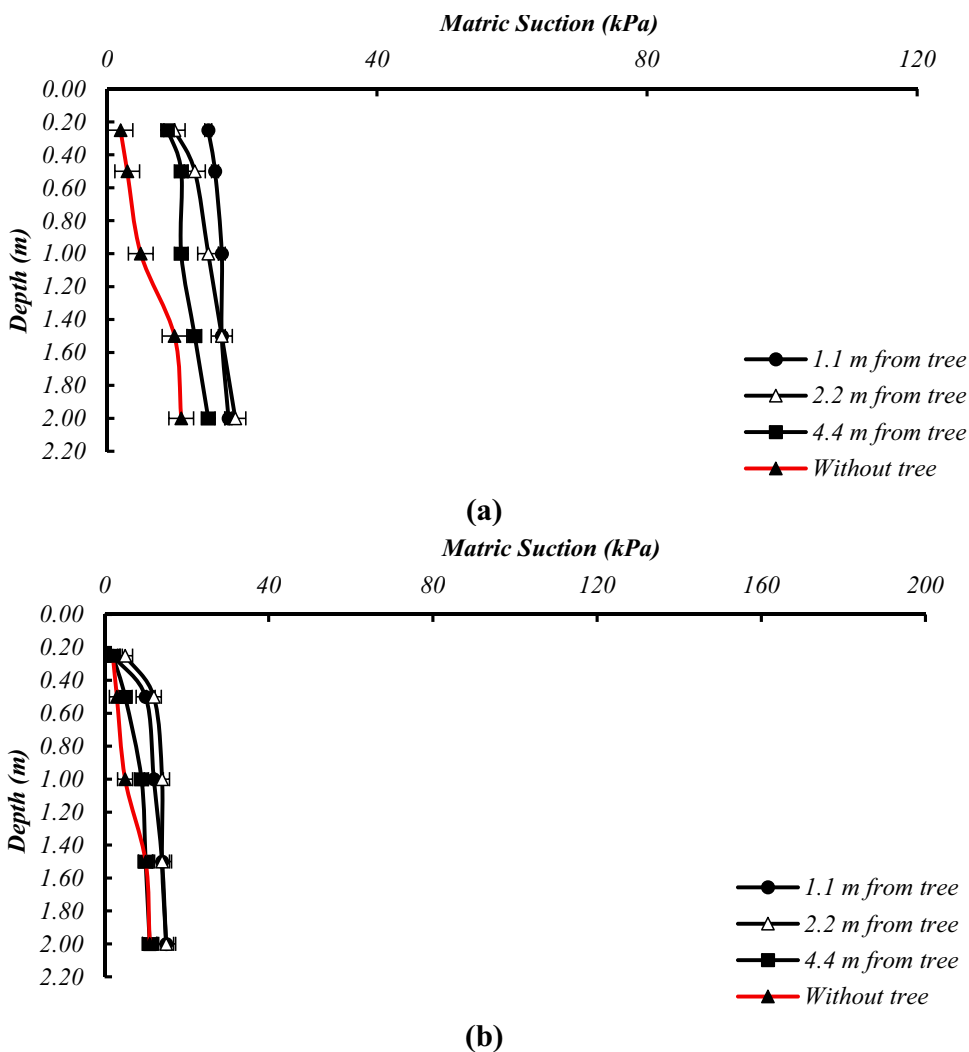 Matric Suction (kPa)
0 40 80 120
0.00
0.20
0.40
0.60
0.80
1.00
1.20
1.40
1.60
1.80
2.00
2.20
Depth (m)
1.1 m from tree
2.2 m from tree
4.4 m from tree
Without tree
(a)
Matric Suction (kPa)
0 40 80 120 160 200
0.00
0.20
0.40
0.60
0.80
1.00
1.20
1.40
1.60
1.80
2.00
2.20
Depth (m)
1.1 m from tree
2.2 m from tree
4.4 m from tree
Without tree
(b)